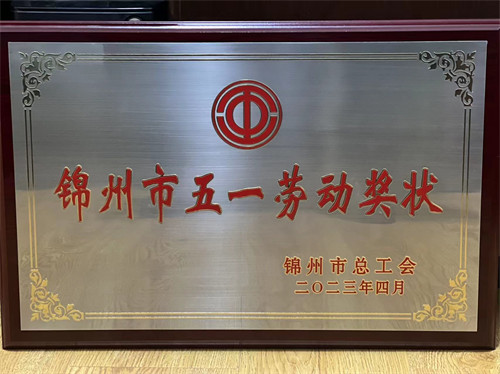 锦州市五一劳动奖状
锦州市总工会
二〇二三年四月